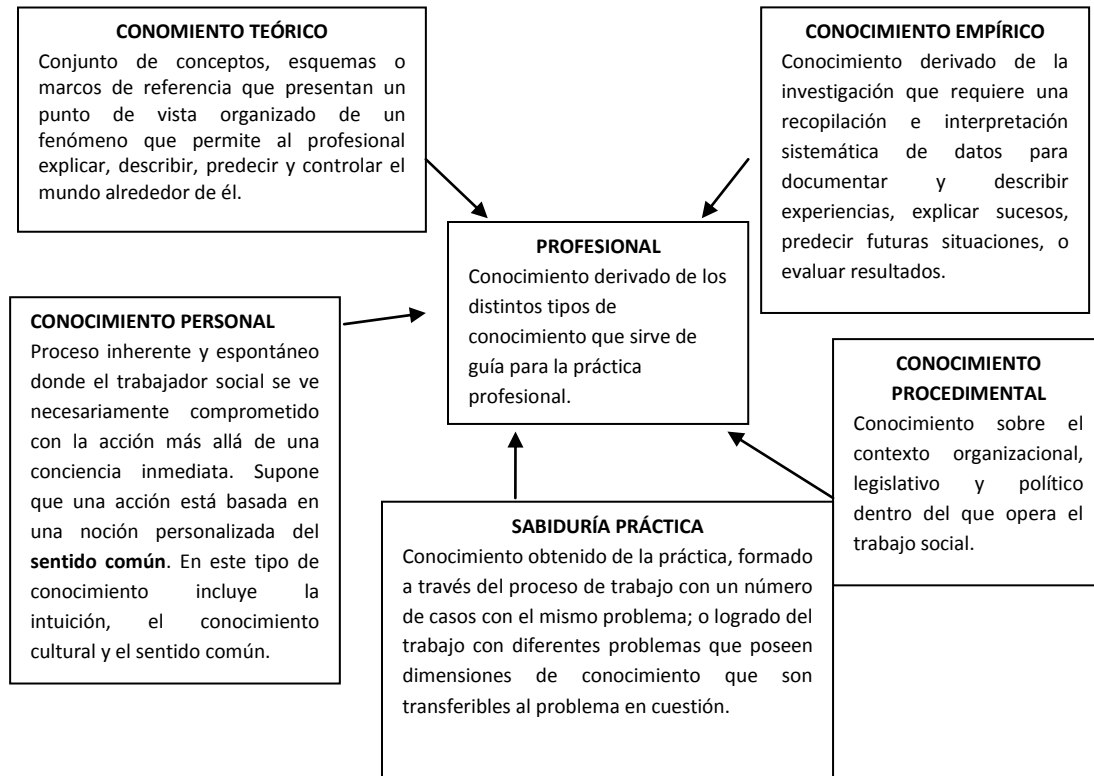 CONOMIENTO TEÓRICO
Conjunto de conceptos, esquemas o
marcos de referencia que presentan un
punto de vista organizado de un
fenómeno que permite al profesional
explicar, describir, predecir y controlar el
mundo alrededor de él.
CONOCIMIENTO EMPÍRICO
Conocimiento derivado de la
investigación que requiere una
recopilación e interpretación
sistemática de datos para
documentar y describir
experiencias, explicar sucesos,
predecir futuras situaciones, o
evaluar resultados.
PROFESIONAL
Conocimiento derivado de los
distintos tipos de
conocimiento que sirve de
guía para la práctica
profesional.
CONOCIMIENTO PERSONAL
Proceso inherente y espontáneo
donde el trabajador social se ve
necesariamente comprometido
con la acción más allá de una
conciencia inmediata. Supone
que una acción está basada en
una noción personalizada del
sentido común. En este tipo de
conocimiento incluye la
intuición, el conocimiento
cultural y el sentido común.
CONOCIMIENTO
PROCEDIMENTAL
Conocimiento sobre el
contexto organizacional,
legislativo y político
dentro del que opera el
trabajo social.
SABIDURÍA PRÁCTICA
Conocimiento obtenido de la práctica, formado
a través del proceso de trabajo con un número
de casos con el mismo problema; o logrado del
trabajo con diferentes problemas que poseen
dimensiones de conocimiento que son
transferibles al problema en cuestión.